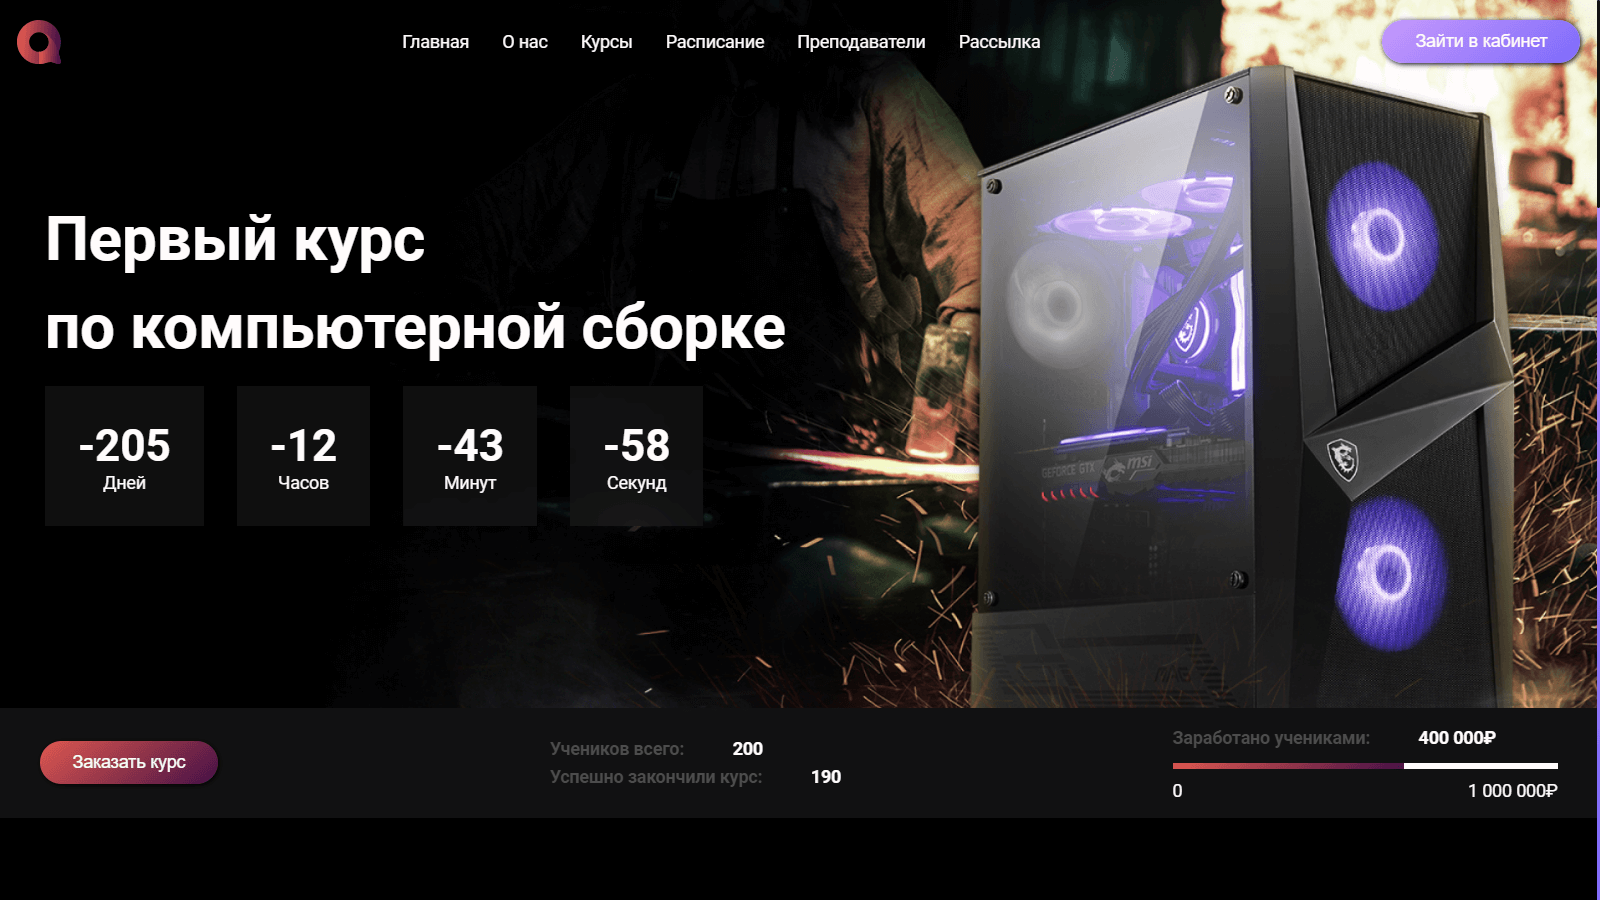 Главная О нас Курсы Расписание Преподаватели Рассылка Зайти в кабинет
Первый курс
по компьютерной сборке
-205 -12 -43 -58
Дней Часов Минут Секунд
GEFORCE GTX msi
Заказать курс
Учеников всего: 200
Успешно закончили курс: 190
Заработано учениками: 400 000₽
0 1 000 000₽